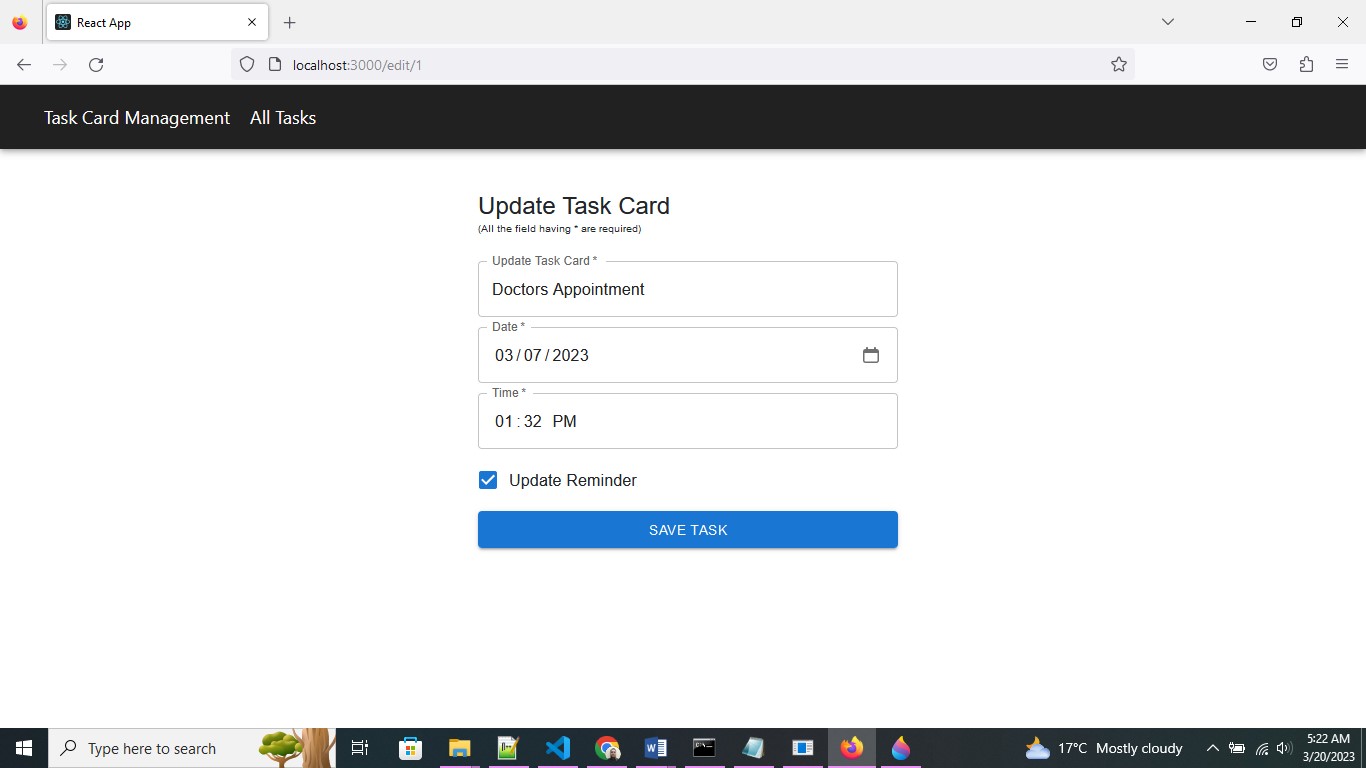 React App
localhost:3000/edit/1
Task Card Management All Tasks
Update Task Card
(All the field having * are required)
Update Task Card *
Doctors Appointment
Date *
03 / 07 / 2023
Time *
01 : 32 PM
Update Reminder
SAVE TASK
Type here to search
17°C Mostly cloudy
5:22 AM
3/20/2023